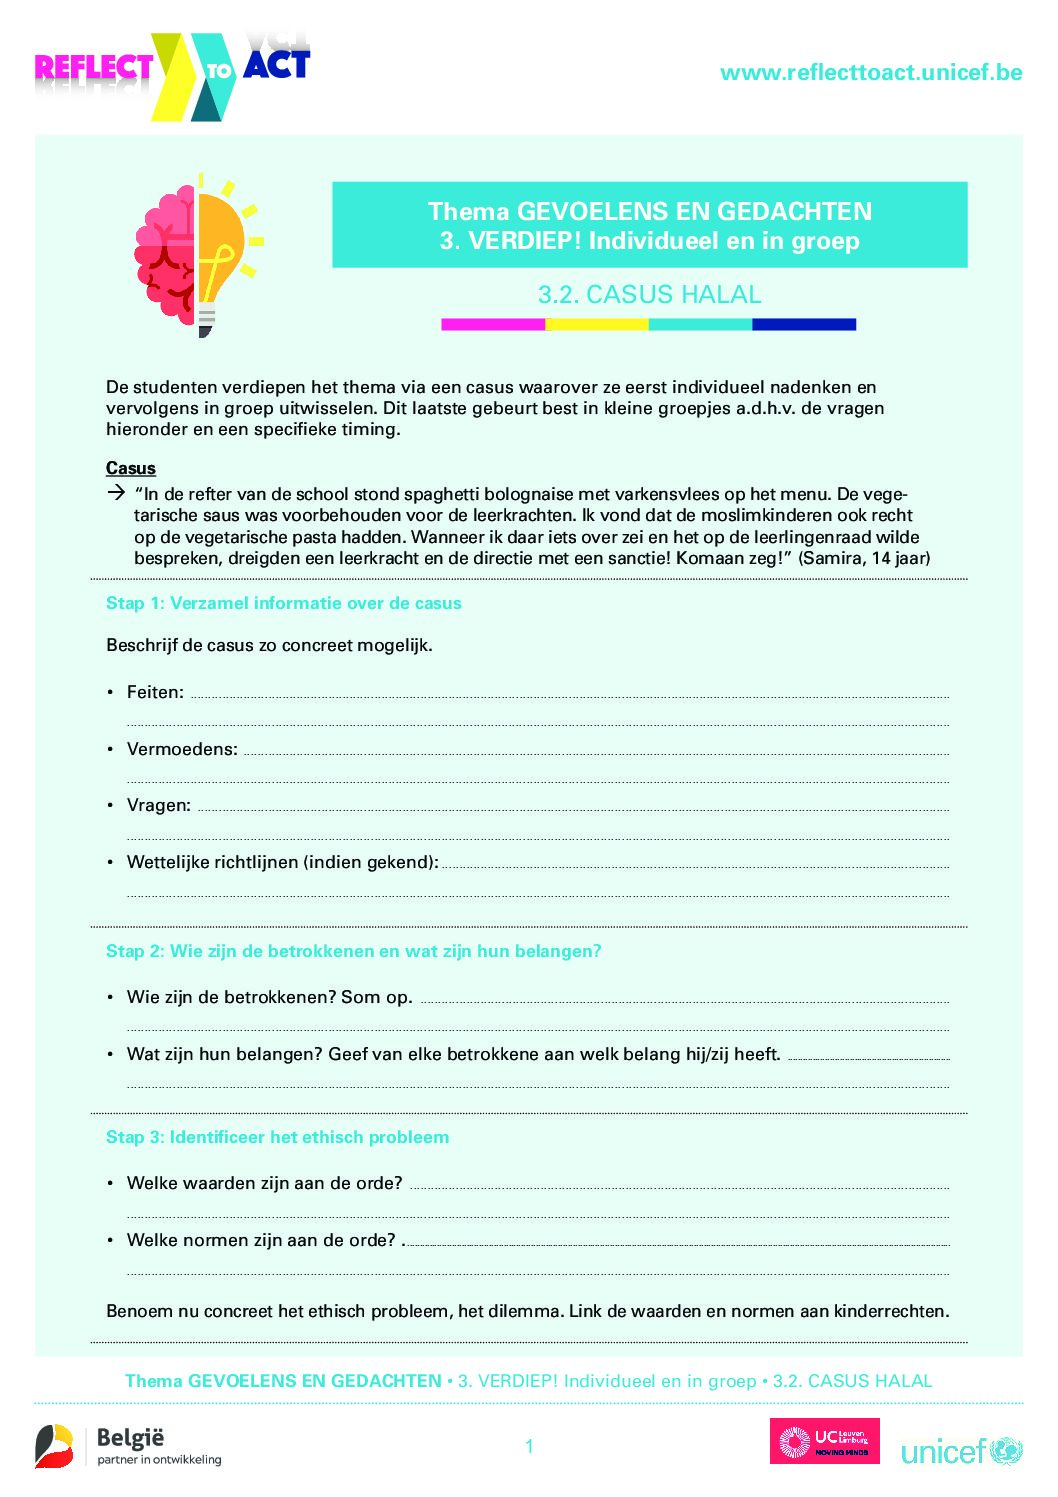 REFLECT TO ACT
www.reflecttoact.unicef.be
Thema GEVOELENS EN GEDACHTEN
3. VERDIEP! Individueel en in groep
3.2. CASUS HALAL
De studenten verdiepen het thema via een casus waarover ze eerst individueel nadenken en
vervolgens in groep uitwisselen. Dit laatste gebeurt best in kleine groepjes a.d.h.v. de vragen
hieronder en een specifieke timing.
Casus
→ “In de refter van de school stond spaghetti bolognaise met varkensvlees op het menu. De vege-
tarische saus was voorbehouden voor de leerkrachten. Ik vond dat de moslimkinderen ook recht
op de vegetarische pasta hadden. Wanneer ik daar iets over zei en het op de leerlingenraad wilde
bespreken, dreigden een leerkracht en de directie met een sanctie! Komaan zeg!” (Samira, 14 jaar)
Stap 1: Verzamel informatie over de casus
Beschrijf de casus zo concreet mogelijk.
• Feiten:
• Vermoedens:
• Vragen:
• Wettelijke richtlijnen (indien gekend):
Stap 2: Wie zijn de betrokkenen en wat zijn hun belangen?
• Wie zijn de betrokkenen? Som op.
• Wat zijn hun belangen? Geef van elke betrokkene aan welk belang hij/zij heeft.
Stap 3: Identificeer het ethisch probleem
• Welke waarden zijn aan de orde?
• Welke normen zijn aan de orde? .
Benoem nu concreet het ethisch probleem, het dilemma. Link de waarden en normen aan kinderrechten.
Thema GEVOELENS EN GEDACHTEN • 3. VERDIEP! Individueel en in groep • 3.2. CASUS HALAL
België
partner in ontwikkeling
1
UC Leuven
Limburg
MOVING MINDS
unicef